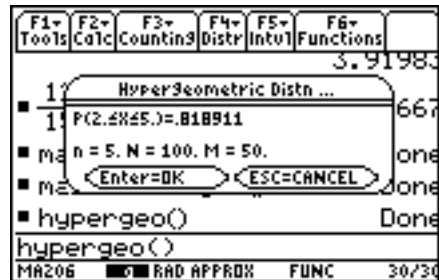 F1 F2 F3 F4 F5 F6
Tools Calc Counting Distr Intvl Functions
3.91983
Hypergeometric Distn ...
P(2.≤X≤5.)=.818911
n = 5. N = 100. M = 50.
Enter=OK ESC=CANCEL
667
Done
hypergeo() Done
hypergeo()
MA206 RAD APPROX FUNC 30/30